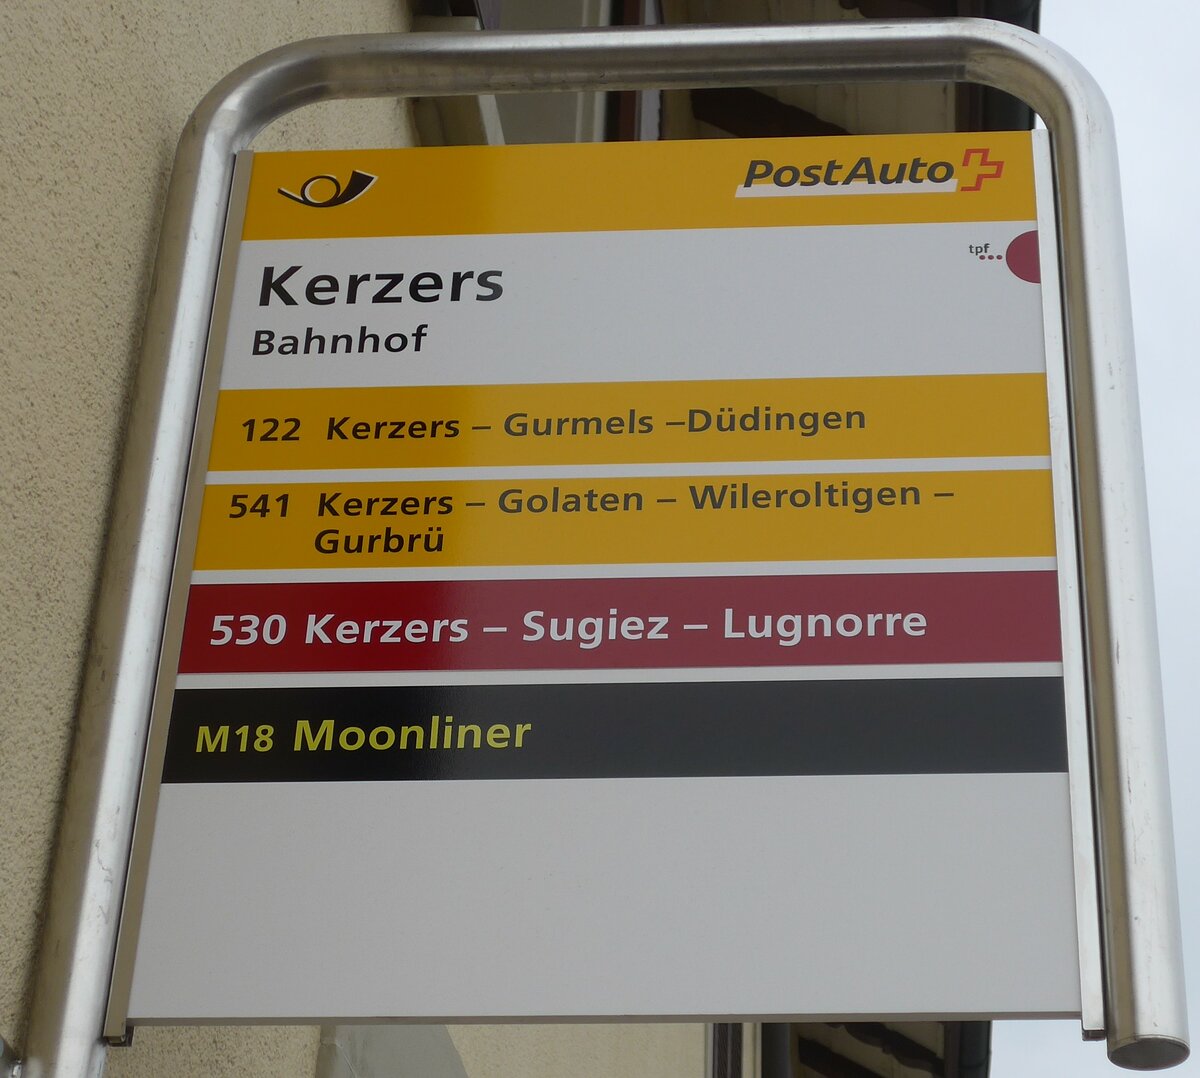 PostAuto
tpf
Kerzers
Bahnhof
122 Kerzers – Gurmels –Düdingen
541 Kerzers – Golaten – Wileroltigen –
Gurbrü
530 Kerzers – Sugiez – Lugnorre
M18 Moonliner